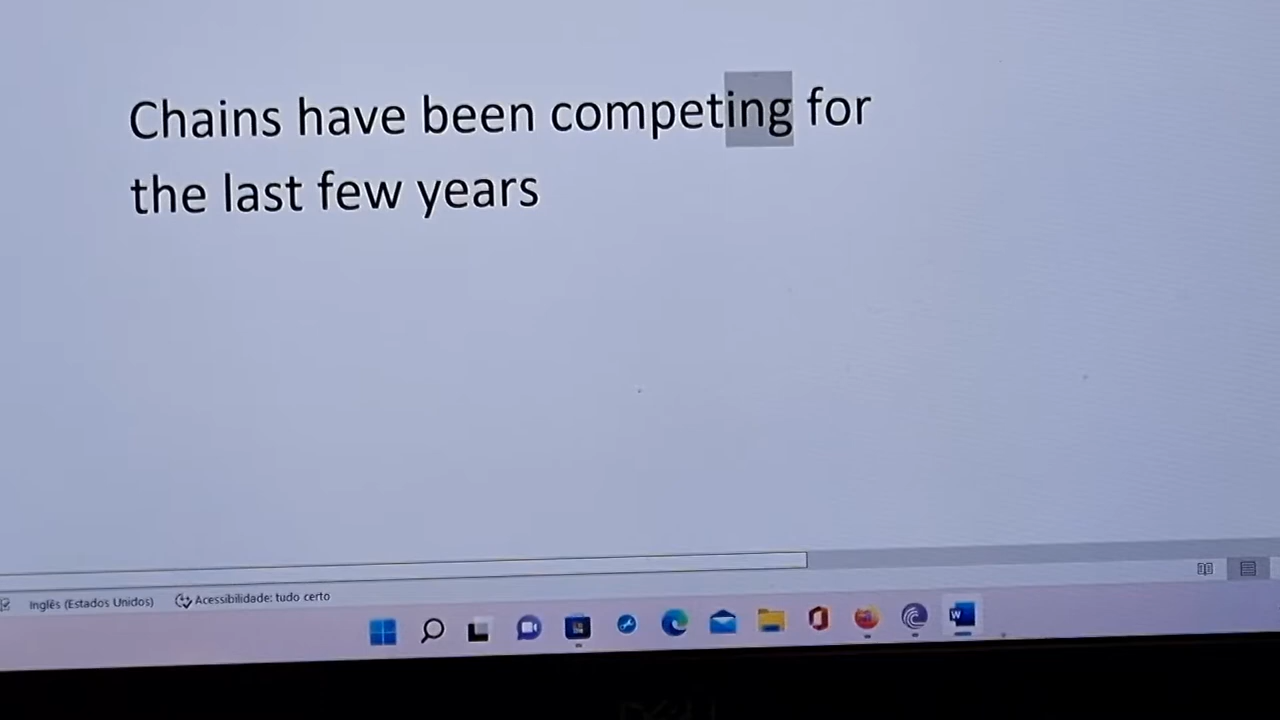 Chains have been competing for
the last few years
Inglês (Estados Unidos) Acessibilidade: tudo certo